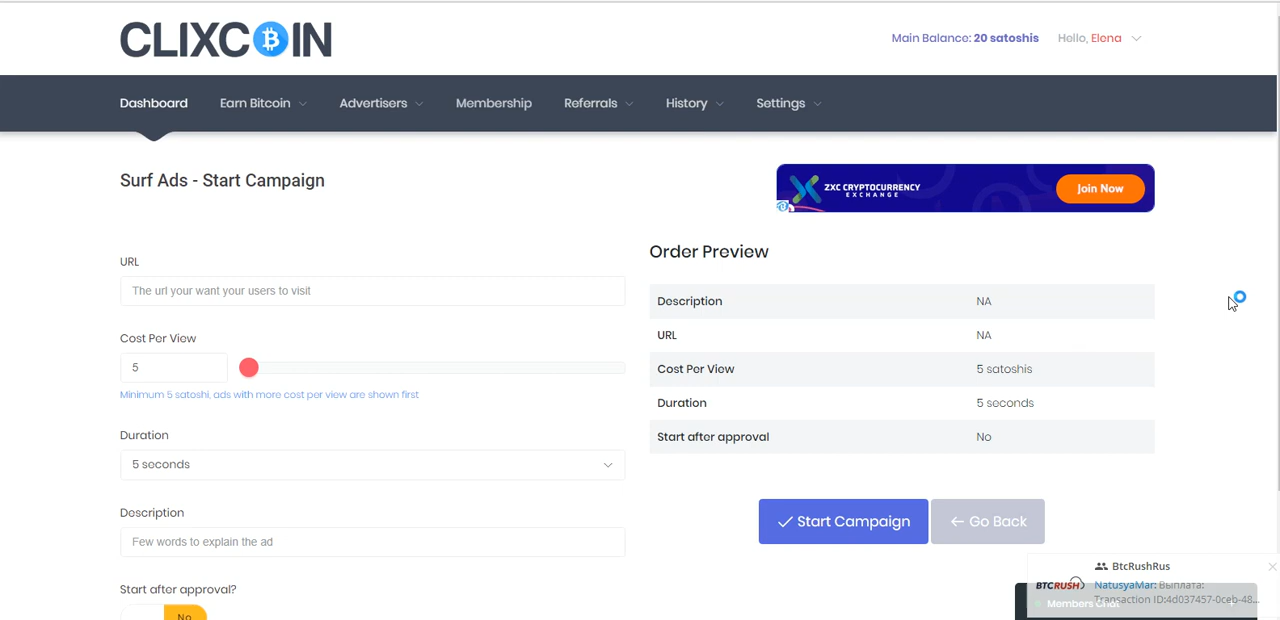 CLIXCOIN
Main Balance: 20 satoshis Hello, Elena
Dashboard Earn Bitcoin Advertisers Membership Referrals History Settings
Surf Ads - Start Campaign
ZXC CRYPTOCURRENCY
EXCHANGE
Join Now
URL
The url your want your users to visit
Cost Per View
5
Minimum 5 satoshi, ads with more cost per view are shown first
Duration
5 seconds
Description
Few words to explain the ad
Start after approval?
No
Order Preview
Description NA
URL NA
Cost Per View 5 satoshis
Duration 5 seconds
Start after approval No
Start Campaign Go Back
BtcRushRus
BTCRUSH
NatusyaMar: Выплата:
Transaction ID:4d037457-0ceb-48...
Members Chat